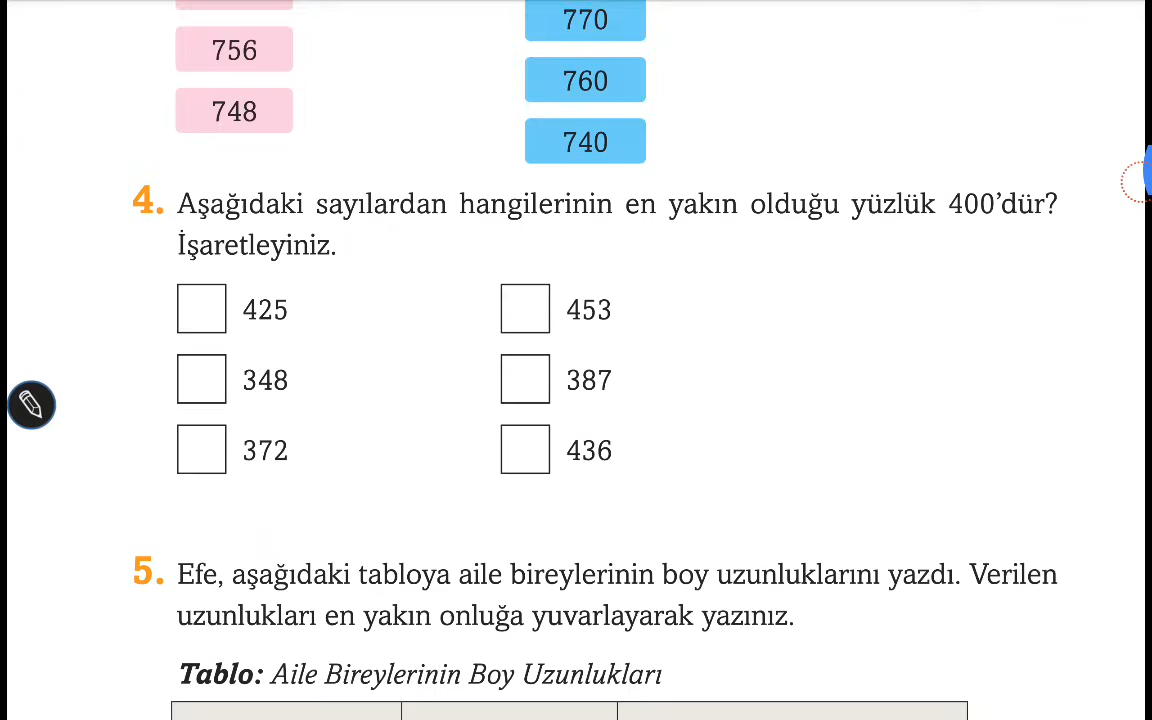 756
748
770
760
740
4. Aşağıdaki sayılardan hangilerinin en yakın olduğu yüzlük 400’dür?
İşaretleyiniz.
425
453
348
387
372
436
5. Efe, aşağıdaki tabloya aile bireylerinin boy uzunluklarını yazdı. Verilen
uzunlukları en yakın onluğa yuvarlayarak yazınız.
Tablo: Aile Bireylerinin Boy Uzunlukları